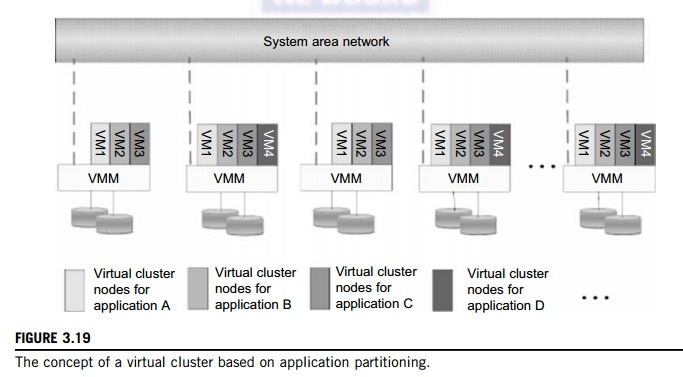 System area network
VM1 VM2 VM3
VM1 VM2 VM3 VM4
VM1 VM2 VM3
VM1 VM2 VM3 VM4
...
VM1 VM2 VM3 VM4
VMM
VMM
VMM
VMM
VMM
Virtual cluster
nodes for
application A
Virtual cluster
nodes for
application B
Virtual cluster
nodes for
application C
Virtual cluster
nodes for
application D
...
FIGURE 3.19
The concept of a virtual cluster based on application partitioning.